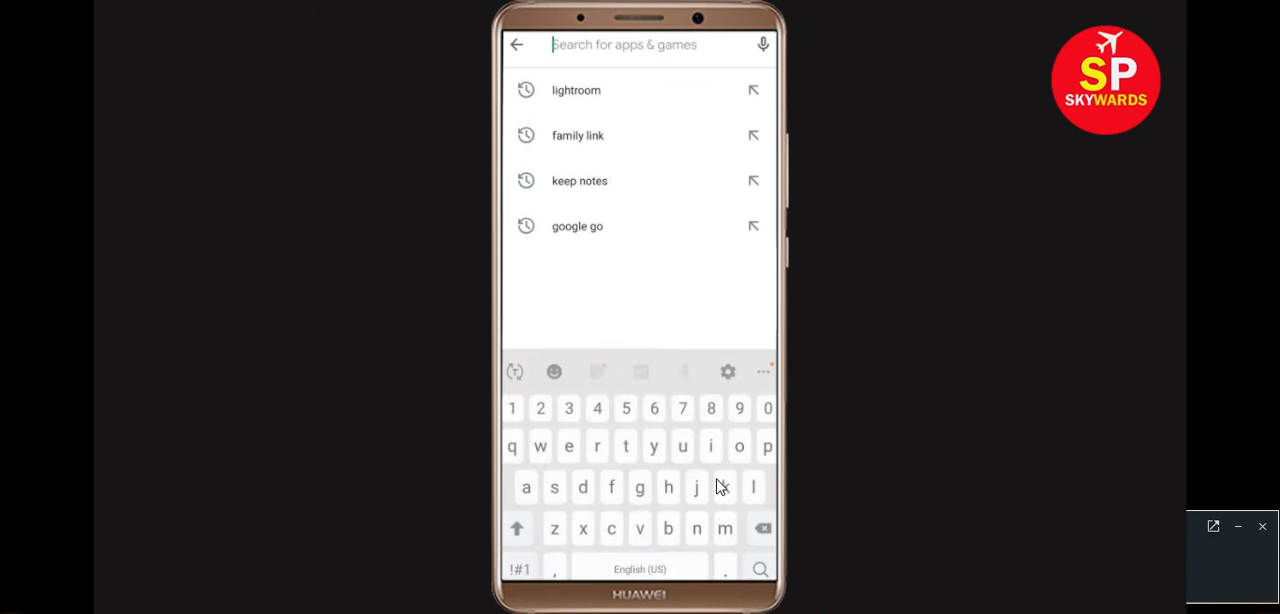 Search for apps & games
SP
SKYWARDS
lightroom
family link
keep notes
google go
1 2 3 4 5 6 7 8 9 0
q w e r t y u i o p
a s d f g h j k l
z x c v b n m
!#1 , English (US) .
HUAWEI